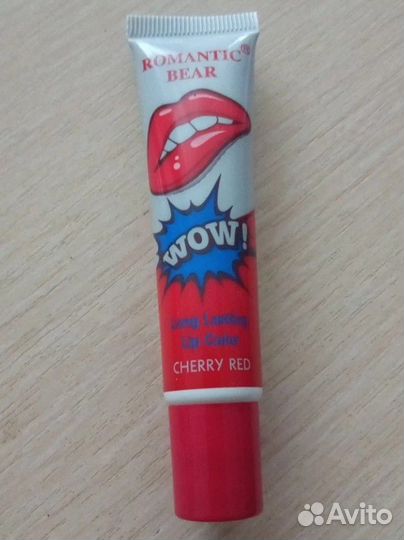 ROMANTIC®
BEAR
WOW!
Long Lasting
Lip Color
CHERRY RED
Avito